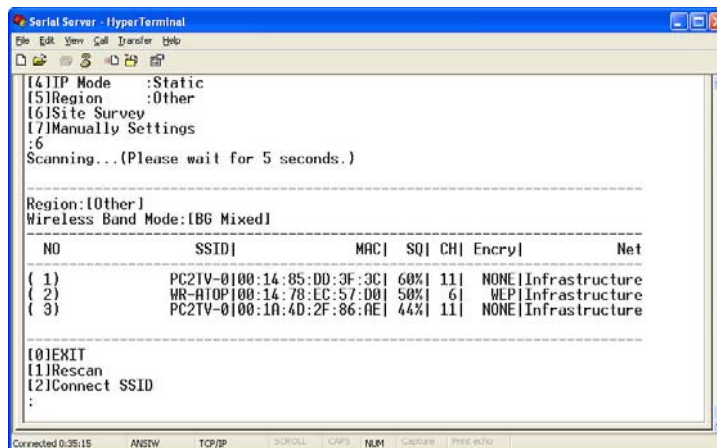 Serial Server - HyperTerminal
File Edit View Call Transfer Help
[4]IP Mode :Static
[5]Region :Other
[6]Site Survey
[7]Manually Settings
:6
Scanning...(Please wait for 5 seconds.)
Region:[Other]
Wireless Band Mode:[BG Mixed]
NO SSID| MAC| SQ| CH| Encry| Net
( 1) PC2TV-0|00:14:85:DD:3F:3C| 60%| 11| NONE|Infrastructure
( 2) WR-ATOP|00:14:78:EC:57:D0| 50%| 6| WEP|Infrastructure
( 3) PC2TV-0|00:1A:4D:2F:86:AE| 44%| 11| NONE|Infrastructure
[0]EXIT
[1]Rescan
[2]Connect SSID
:
Connected 0:35:15 ANSIW TCP/IP SCROLL CAPS NUM Capture Print echo